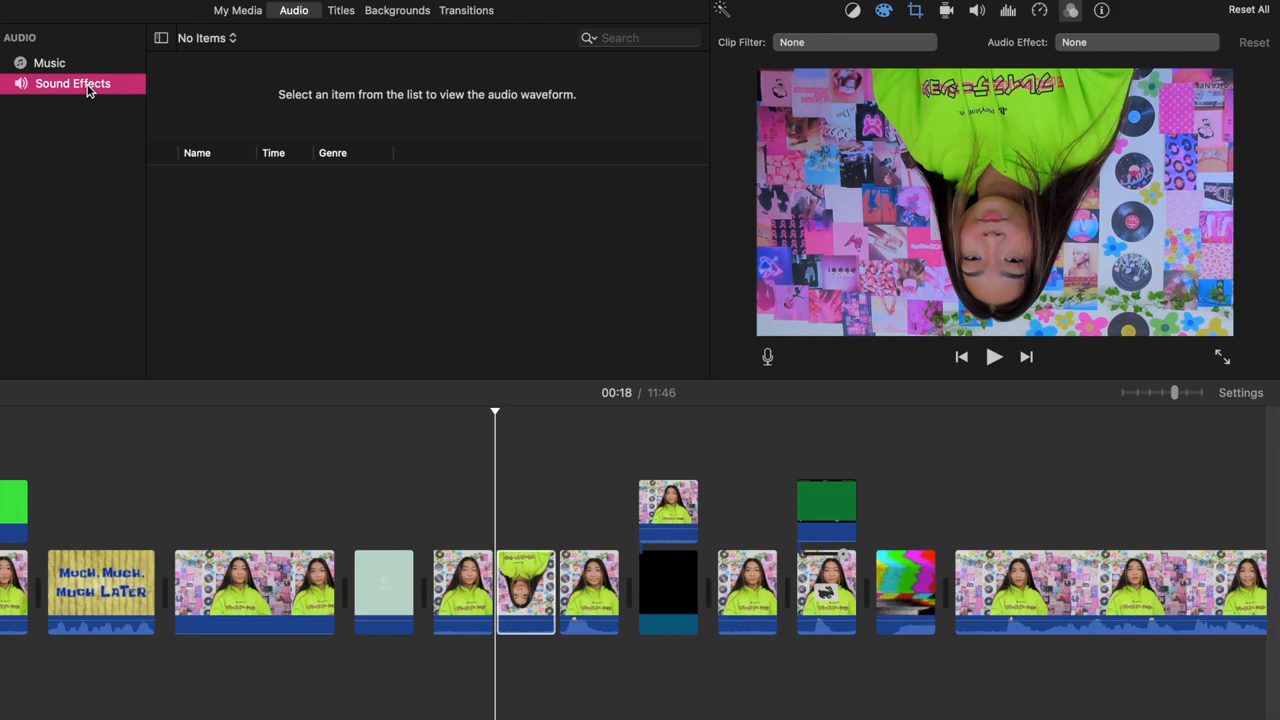 My Media Audio Titles Backgrounds Transitions
Reset All
AUDIO
No Items
Search
Clip Filter: None
Audio Effect: None
Reset
Music
Sound Effects
Select an item from the list to view the audio waveform.
Name Time Genre
PlayStation
00:18 / 11:46
Settings
MUCH, MUCH,
MUCH LATER